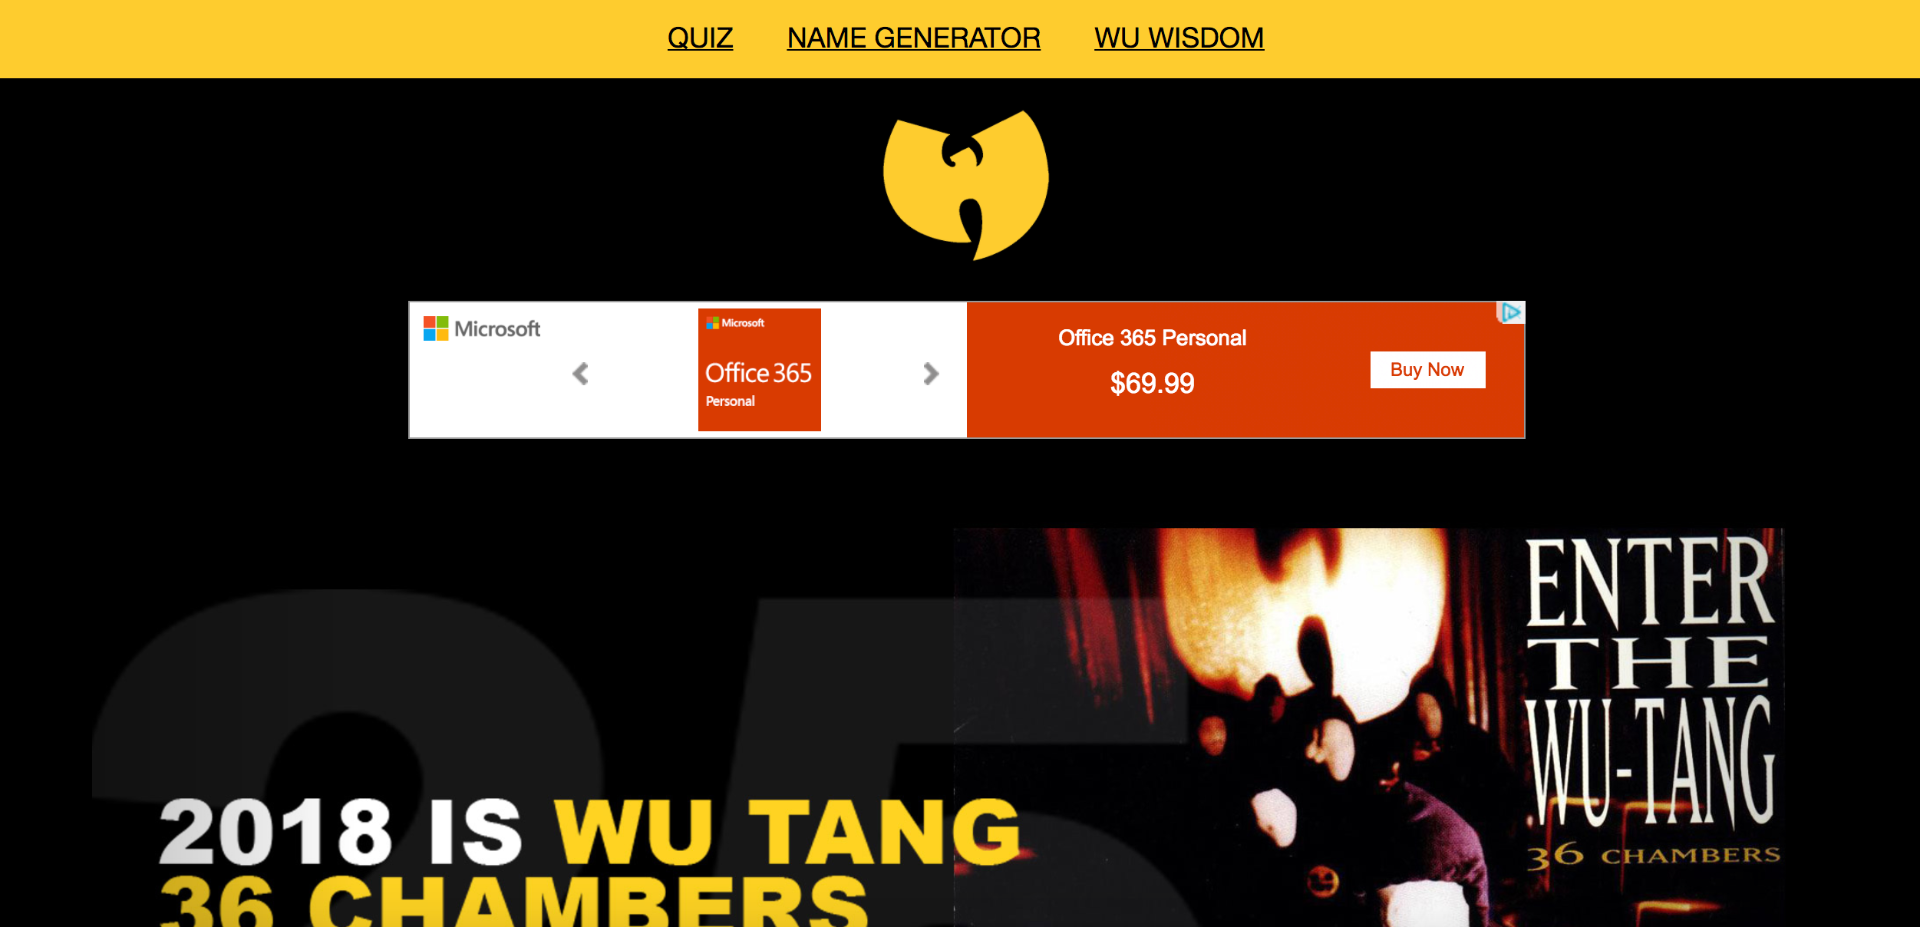 QUIZ NAME GENERATOR WU WISDOM
Microsoft
Microsoft
Office 365
Personal
Office 365 Personal
$69.99
Buy Now
25
2018 IS WU TANG
36 CHAMBERS
ENTER
THE
WU-TANG
36 CHAMBERS